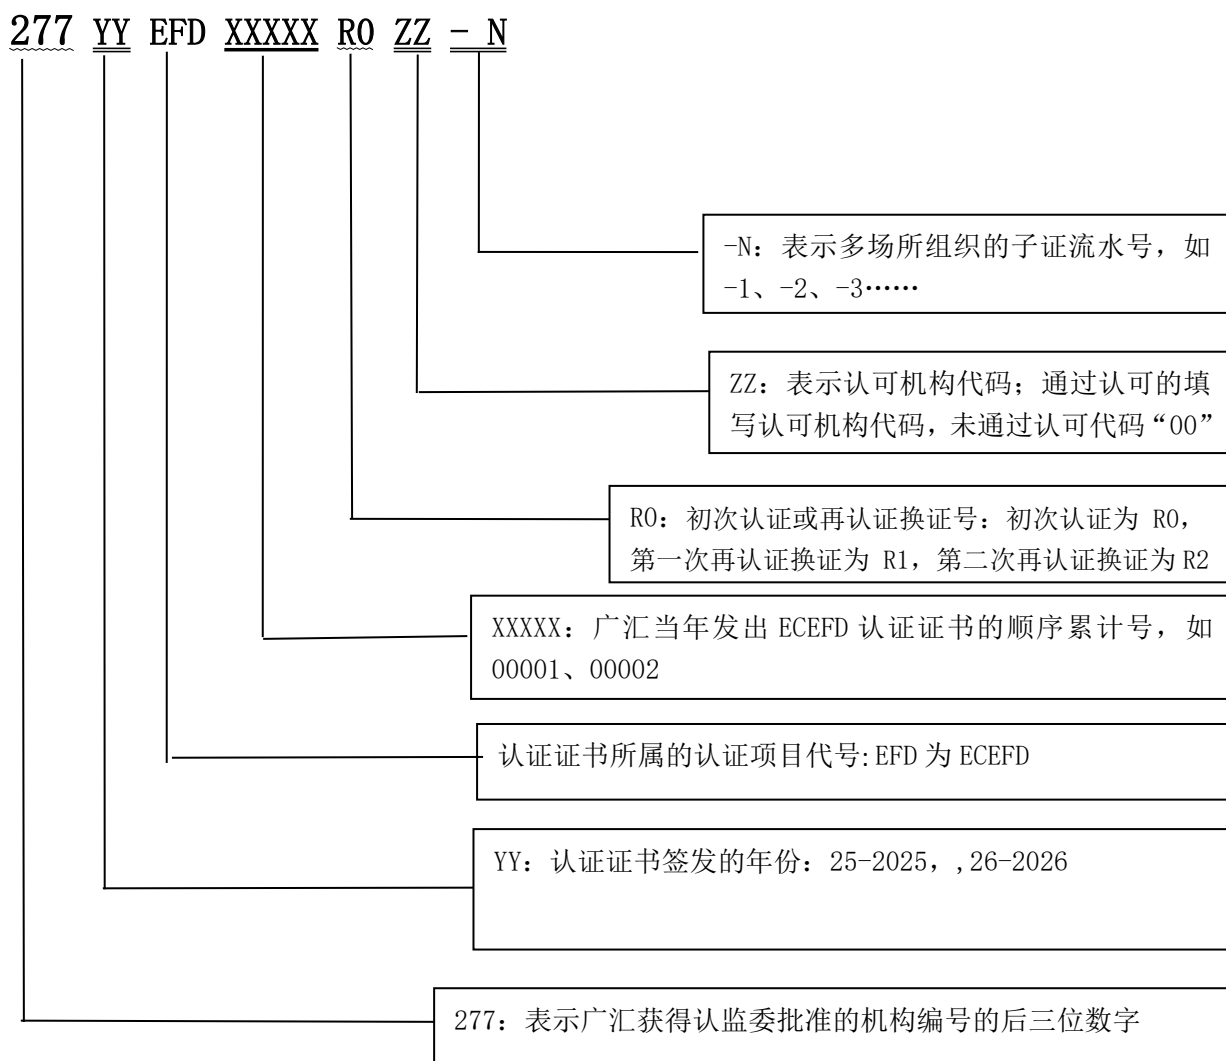 277 YY EFD XXXXX R0 ZZ - N
-N：表示多场所组织的子证流水号，如
-1、-2、-3……
ZZ：表示认可机构代码；通过认可的填
写认可机构代码，未通过认可代码“00”
R0：初次认证或再认证换证号：初次认证为 R0，
第一次再认证换证为 R1，第二次再认证换证为 R2
XXXXX：广汇当年发出 ECEFD 认证证书的顺序累计号，如
00001、00002
认证证书所属的认证项目代号:EFD 为 ECEFD
YY：认证证书签发的年份：25-2025，,26-2026
277：表示广汇获得认监委批准的机构编号的后三位数字